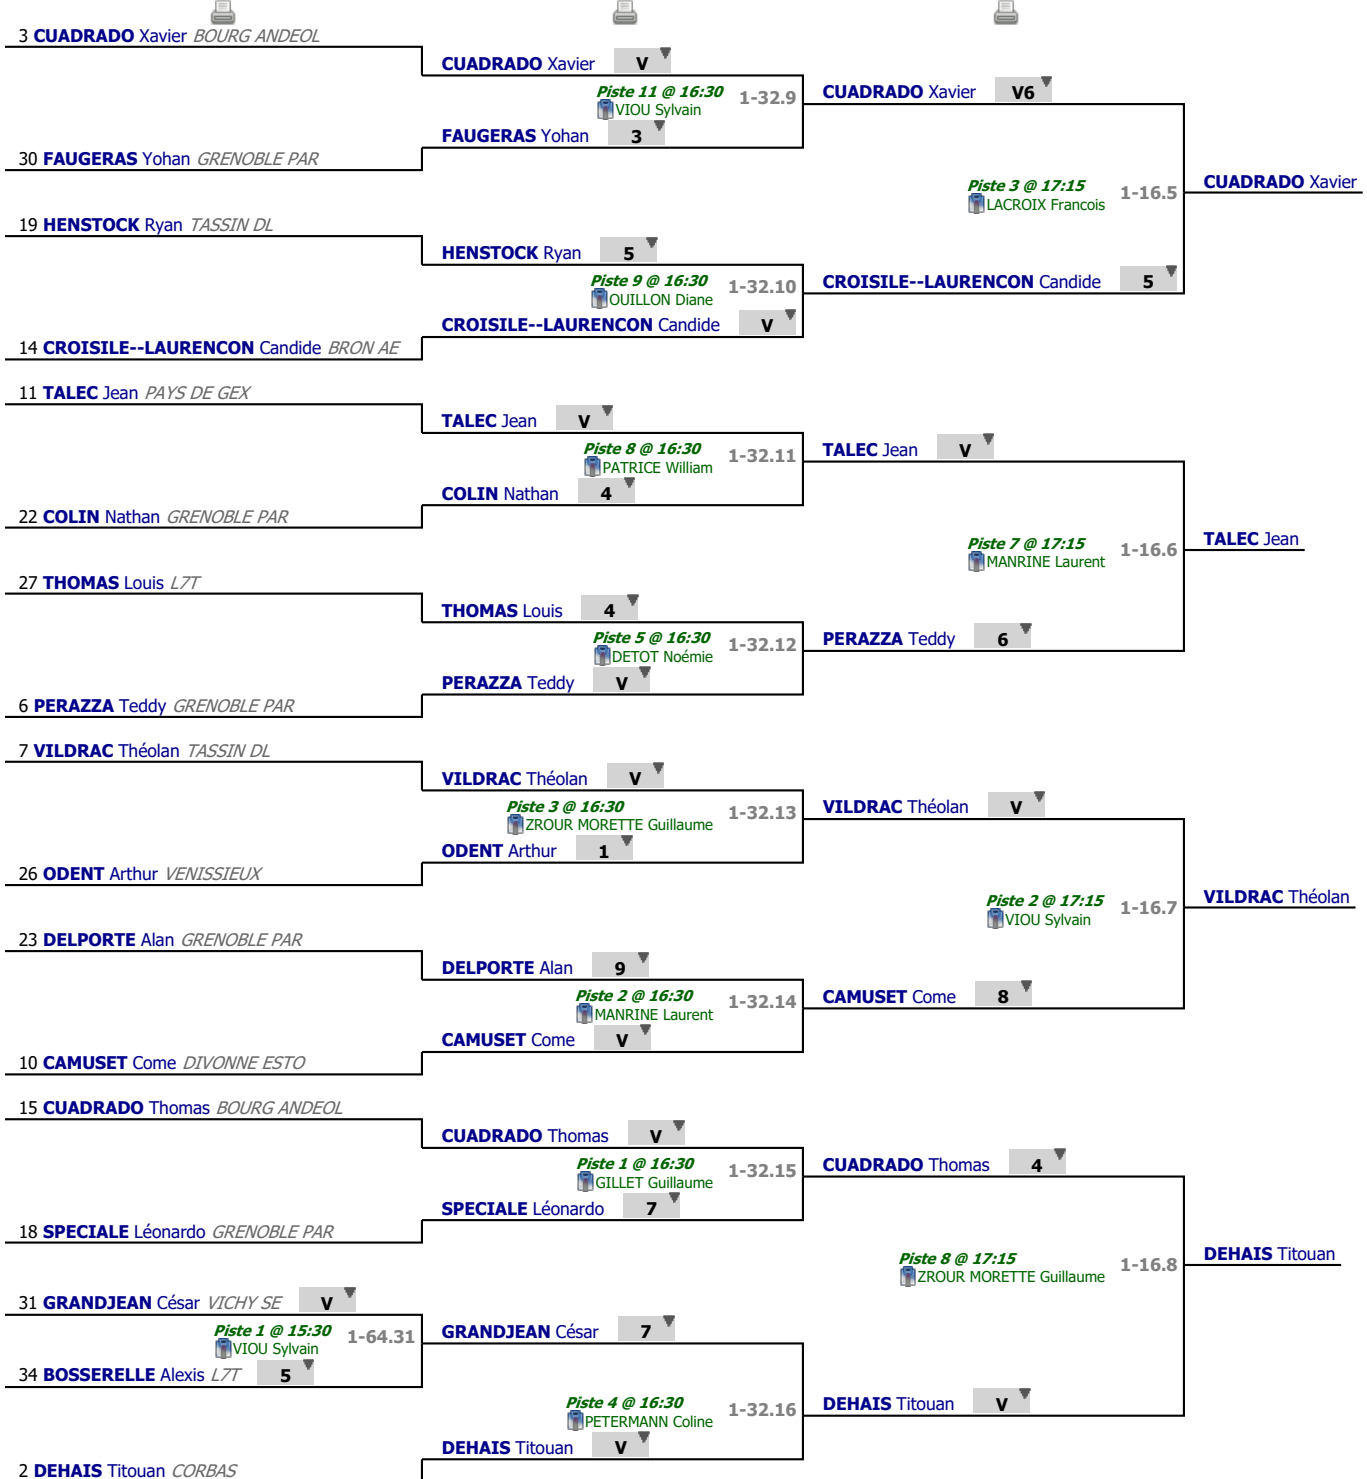 3 CUADRADO Xavier BOURG ANDEOL
CUADRADO Xavier V
Piste 11 @ 16:30
VIOU Sylvain
1-32.9
FAUGERAS Yohan 3
30 FAUGERAS Yohan GRENOBLE PAR
CUADRADO Xavier V6
Piste 3 @ 17:15
LACROIX Francois
1-16.5
CUADRADO Xavier
19 HENSTOCK Ryan TASSIN DL
HENSTOCK Ryan 5
Piste 9 @ 16:30
OUILLON Diane
1-32.10
CROISILE--LAURENCON Candide V
CROISILE--LAURENCON Candide 5
14 CROISILE--LAURENCON Candide BRON AE
11 TALEC Jean PAYS DE GEX
TALEC Jean V
Piste 8 @ 16:30
PATRICE William
1-32.11
COLIN Nathan 4
22 COLIN Nathan GRENOBLE PAR
TALEC Jean V
Piste 7 @ 17:15
MANRINE Laurent
1-16.6
TALEC Jean
27 THOMAS Louis L7T
THOMAS Louis 4
Piste 5 @ 16:30
DETOT Noémie
1-32.12
PERAZZA Teddy V
PERAZZA Teddy 6
6 PERAZZA Teddy GRENOBLE PAR
7 VILDRAC Théolan TASSIN DL
VILDRAC Théolan V
Piste 3 @ 16:30
ZROUR MORETTE Guillaume
1-32.13
ODENT Arthur 1
26 ODENT Arthur VENISSIEUX
VILDRAC Théolan V
Piste 2 @ 17:15
VIOU Sylvain
1-16.7
VILDRAC Théolan
23 DELPORTE Alan GRENOBLE PAR
DELPORTE Alan 9
Piste 2 @ 16:30
MANRINE Laurent
1-32.14
CAMUSET Come V
CAMUSET Come 8
10 CAMUSET Come DIVONNE ESTO
15 CUADRADO Thomas BOURG ANDEOL
CUADRADO Thomas V
Piste 1 @ 16:30
GILLET Guillaume
1-32.15
SPECIALE Léonardo 7
18 SPECIALE Léonardo GRENOBLE PAR
CUADRADO Thomas 4
Piste 8 @ 17:15
ZROUR MORETTE Guillaume
1-16.8
DEHAIS Titouan
31 GRANDJEAN César VICHY SE V
Piste 1 @ 15:30
VIOU Sylvain
1-64.31
34 BOSSERELLE Alexis L7T 5
GRANDJEAN César 7
Piste 4 @ 16:30
PETERMANN Coline
1-32.16
DEHAIS Titouan V
DEHAIS Titouan V
2 DEHAIS Titouan CORBAS